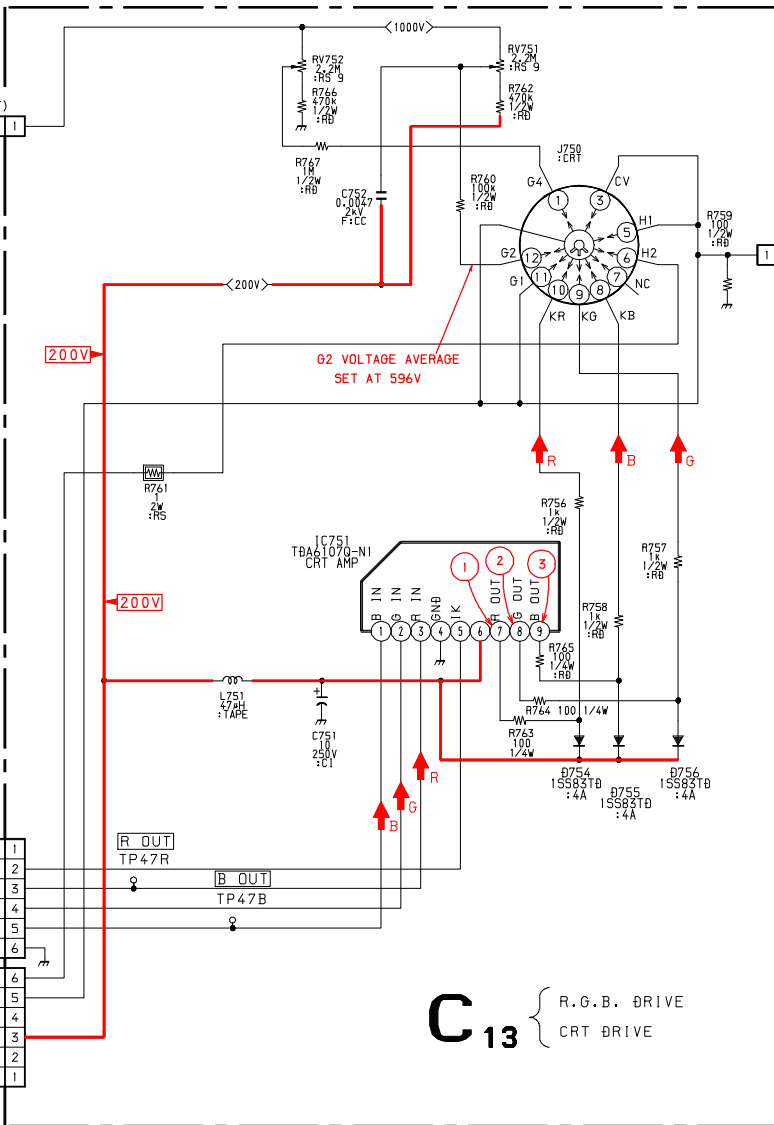 1000V
RV752
2.2M
:RS 9
RV751
2.2M
:RS 9
R766
470k
1/2W
:RD
R762
470k
1/2W
:RD
)
1
R767
1M
1/2W
:RD
J750
:CRT
C752
0.0047
2kV
F:CC
R760
100k
1/2W
:RD
G4
CV
1
3
H1
5
R759
100
1/2W
:RD
G2
12
6
H2
1
G1
11
10
9
8
7
NC
KR
KG
KB
200V
200V
G2 VOLTAGE AVERAGE
SET AT 596V
R
B
G
R761
1
2W
:RS
R756
1k
1/2W
:RD
IC751
TDA6107Q-N1
CRT AMP
R757
1k
1/2W
:RD
1
2
3
B IN
G IN
R IN
GND
IK
R OUT
G OUT
B OUT
200V
R758
1k
1/2W
:RD
1
2
3
4
5
6
7
8
9
R765
100
1/4W
:RD
L751
47μH
:TAPE
R764 100 1/4W
+
C751
10
250V
:CI
R763
100
1/4W
D754
1SS83TD
:4A
D755
1SS83TD
:4A
D756
1SS83TD
:4A
R
G
B
R OUT
TP47R
B OUT
TP47B
1
2
3
4
5
6
6
5
4
3
2
1
C13
R.G.B. DRIVE
CRT DRIVE